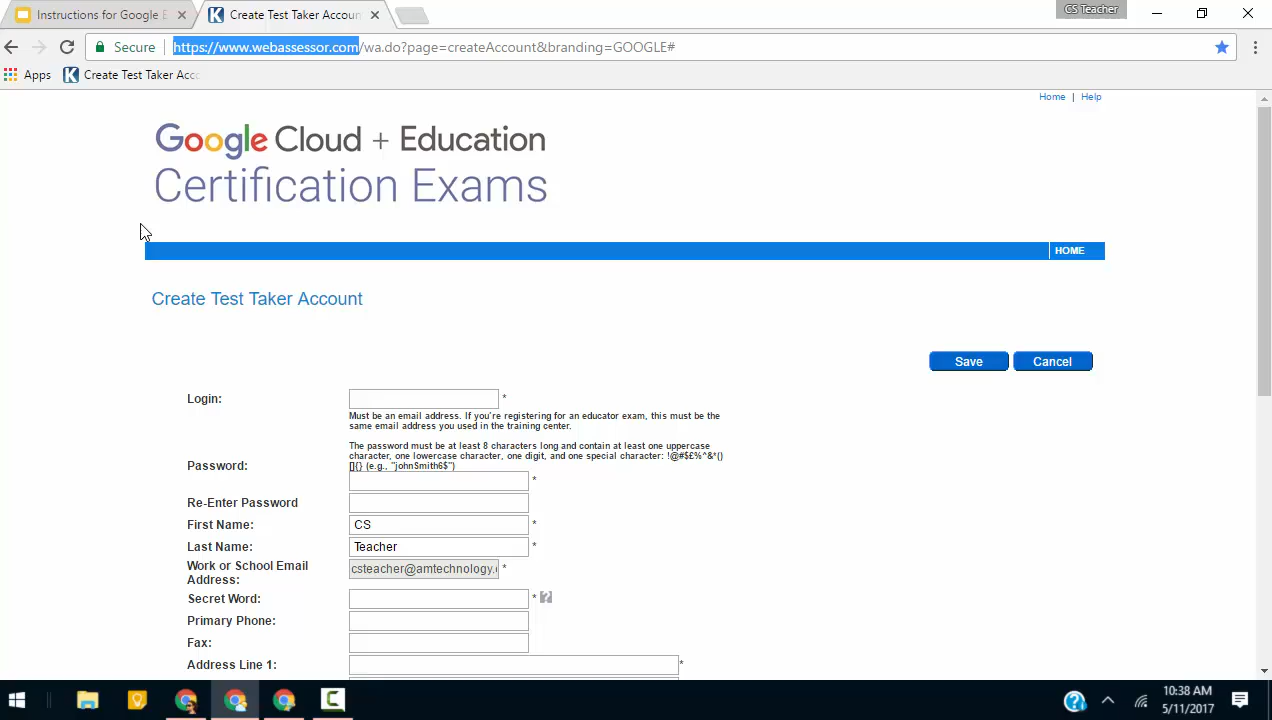 Instructions for Google E
Create Test Taker Accoun
CS Teacher
Secure
https://www.webassessor.com/wa.do?page=createAccount&branding=GOOGLE#
Apps
Create Test Taker Acco
Home | Help
Google Cloud + Education
Certification Exams
HOME
Create Test Taker Account
Save
Cancel
Login:
*
Must be an email address. If you're registering for an educator exam, this must be the
same email address you used in the training center.
The password must be at least 8 characters long and contain at least one uppercase
character, one lowercase character, one digit, and one special character: !@#$£%^&*()
[]{} (e.g., "johnSmith6$")
Password:
*
Re-Enter Password
First Name:
CS
*
Last Name:
Teacher
*
Work or School Email
Address:
csteacher@amtechnology.
*
Secret Word:
* ?
Primary Phone:
Fax:
Address Line 1:
*
10:38 AM
5/11/2017